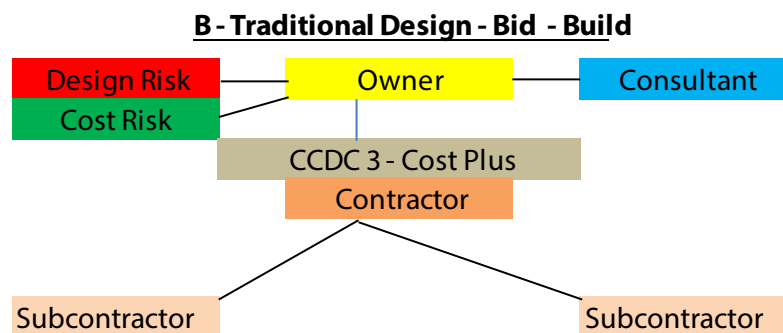 B - Traditional Design - Bid - Build
Design Risk
Owner
Consultant
Cost Risk
CCDC 3 - Cost Plus
Contractor
Subcontractor
Subcontractor